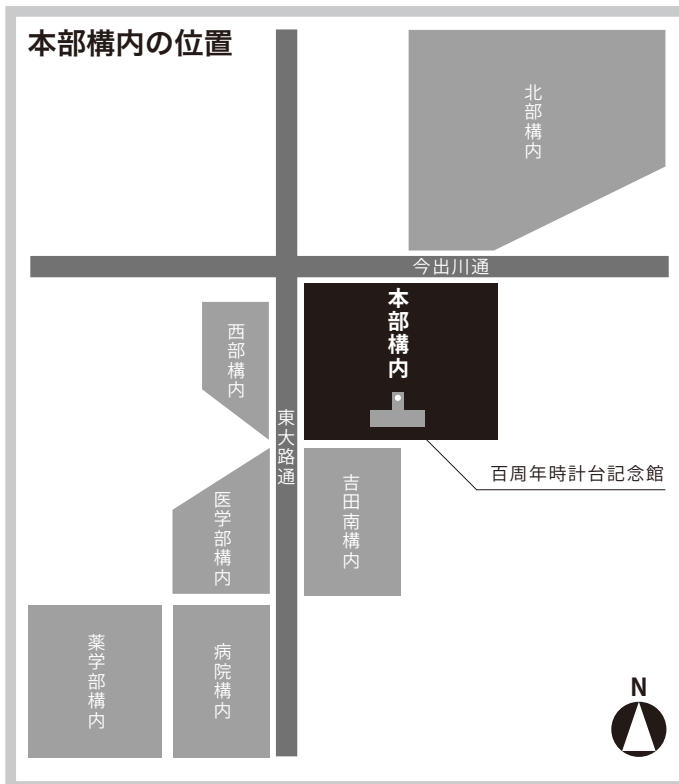 本部構内の位置
北部構内
今出川通
本部構内
西部構内
東大路通
百周年時計台記念館
吉田南構内
医学部構内
薬学部構内
病院構内
N